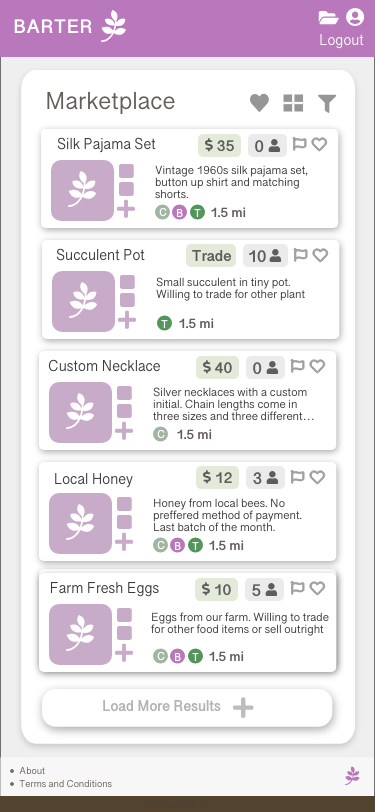 BARTER
Logout
Marketplace
Silk Pajama Set
$ 35
0
Vintage 1960s silk pajama set,
button up shirt and matching
shorts.
C B T 1.5 mi
Succulent Pot
Trade
10
Small succulent in tiny pot.
Willing to trade for other plant
T 1.5 mi
Custom Necklace
$ 40
0
Silver necklaces with a custom
initial. Chain lengths come in
three sizes and three different...
C 1.5 mi
Local Honey
$ 12
3
Honey from local bees. No
preffered method of payment.
Last batch of the month.
C B T 1.5 mi
Farm Fresh Eggs
$ 10
5
Eggs from our farm. Willing to trade
for other food items or sell outright
C B T 1.5 mi
Load More Results
• About
• Terms and Conditions